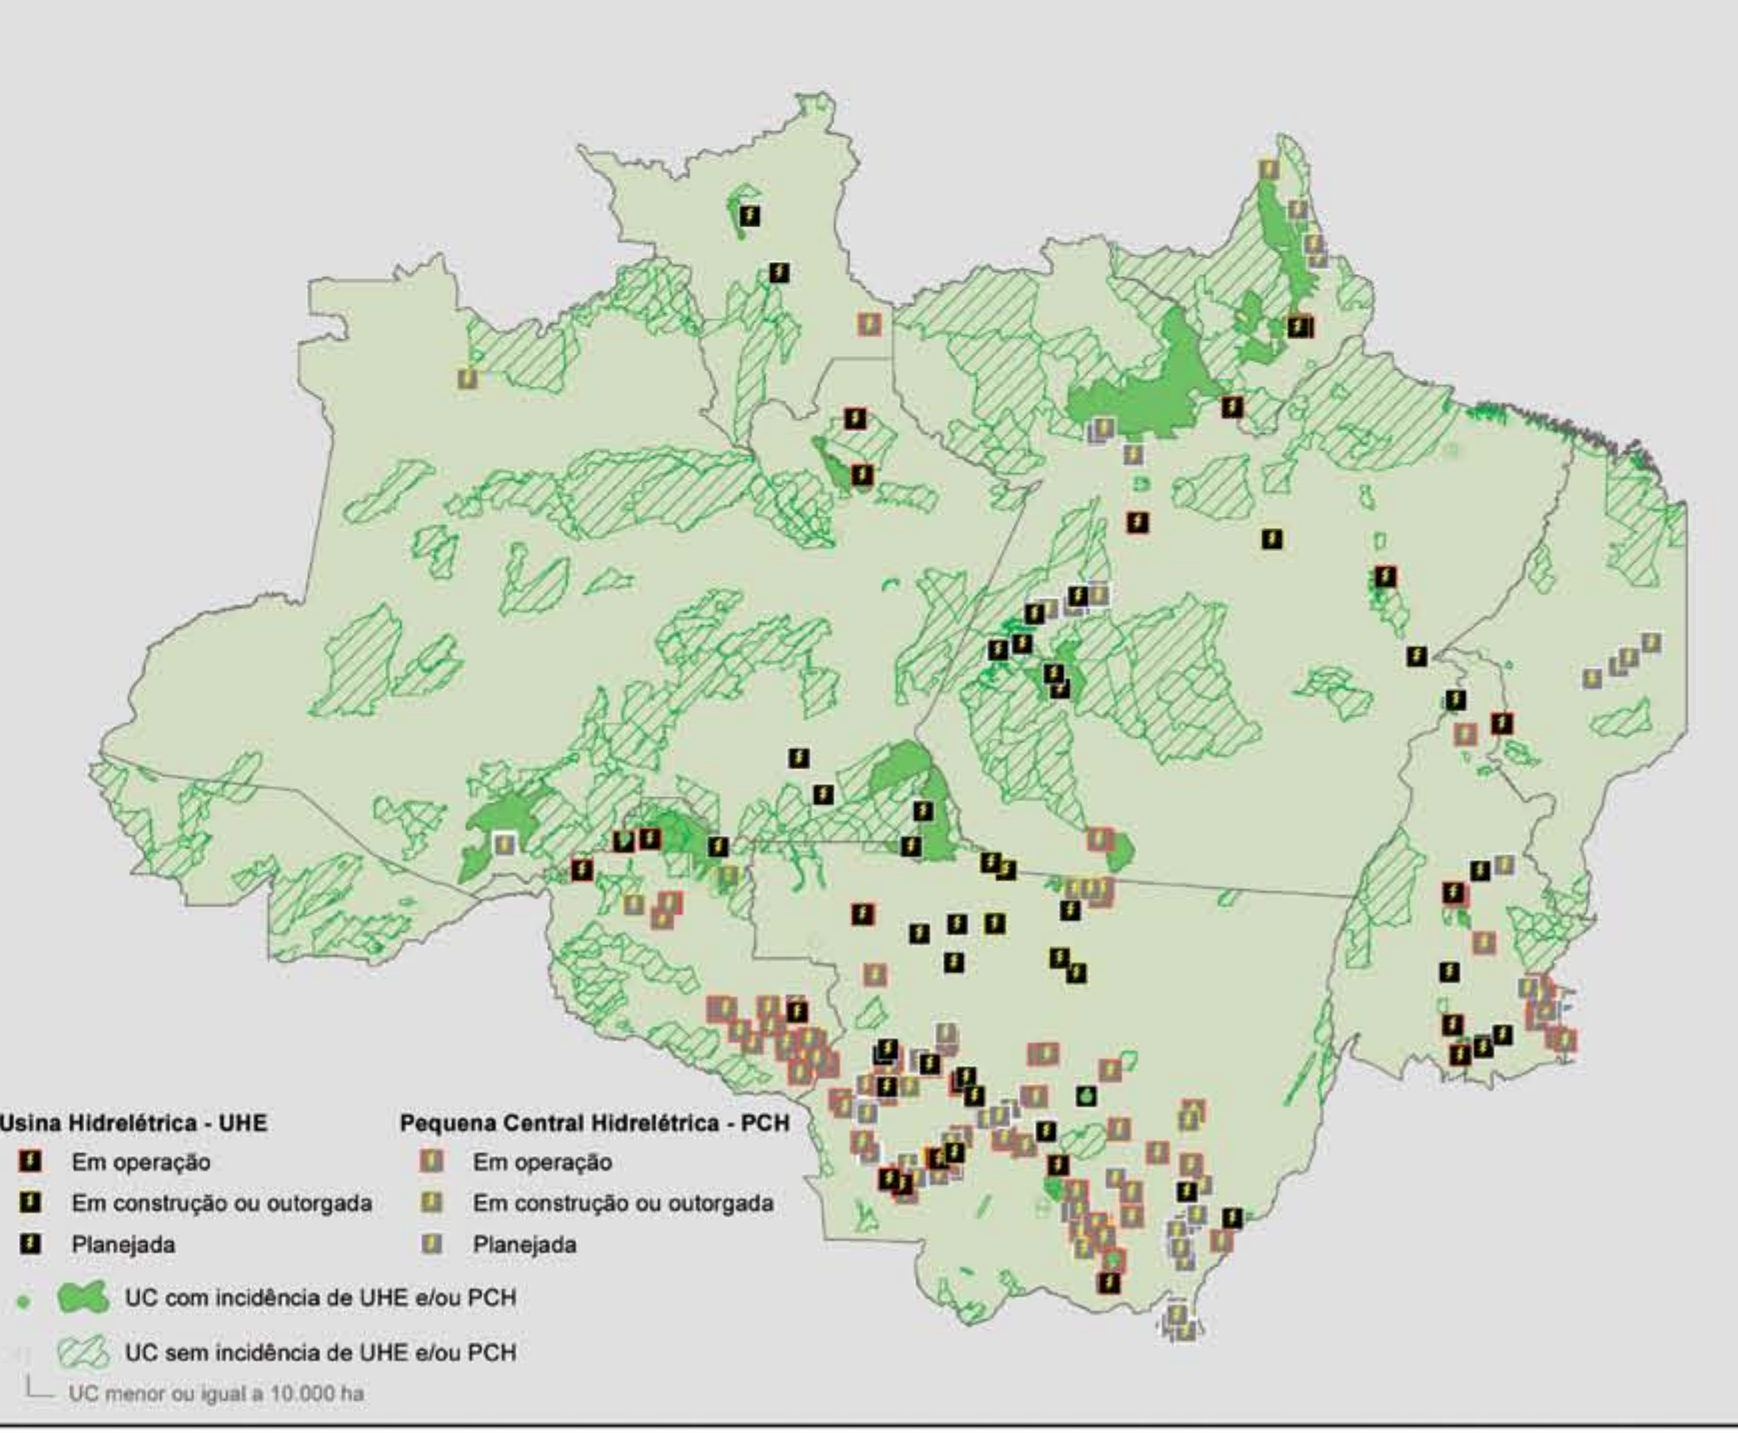 Usina Hidrelétrica - UHE
Em operação
Em construção ou outorgada
Planejada
Pequena Central Hidrelétrica - PCH
Em operação
Em construção ou outorgada
Planejada
UC com incidência de UHE e/ou PCH
UC sem incidência de UHE e/ou PCH
UC menor ou igual a 10.000 ha